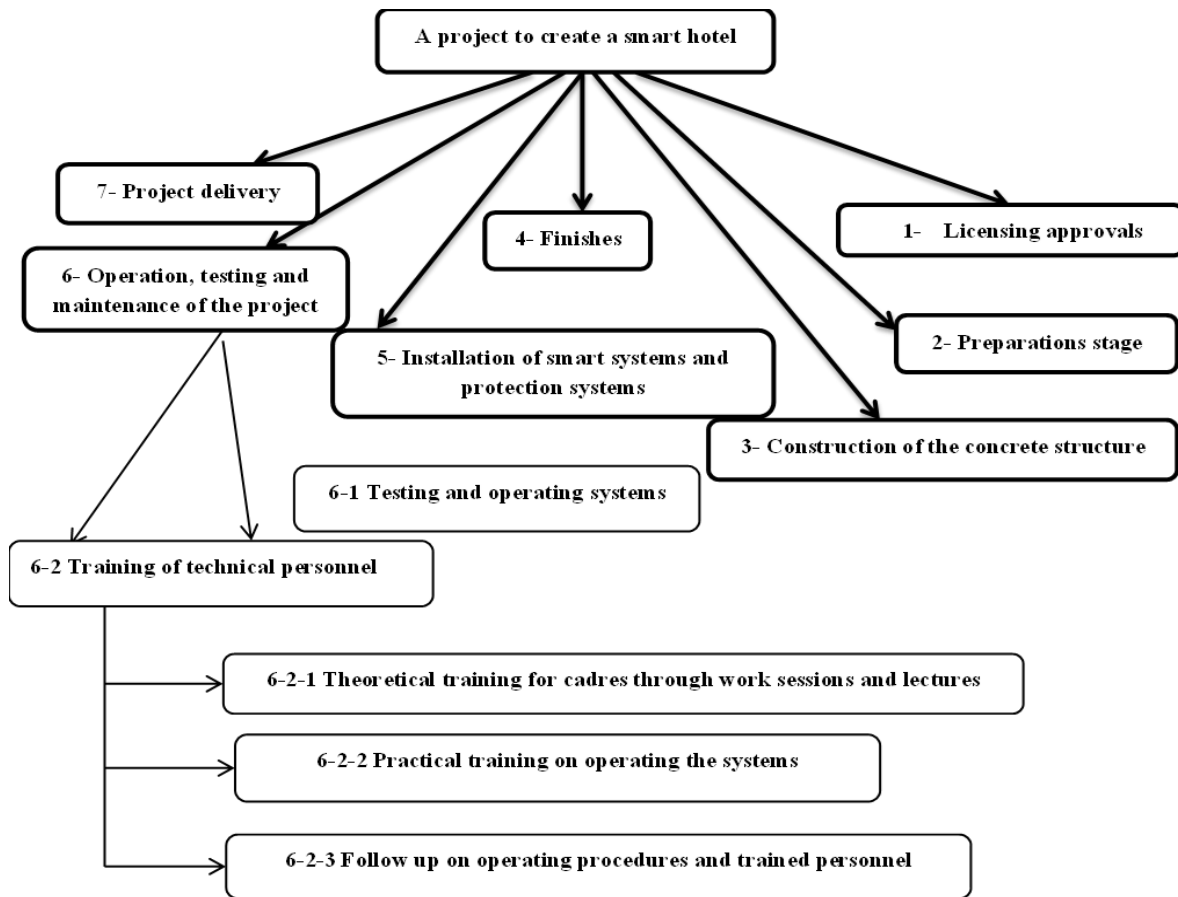 A project to create a smart hotel
7- Project delivery
1- Licensing approvals
4- Finishes
6- Operation, testing and
maintenance of the project
2- Preparations stage
5- Installation of smart systems and
protection systems
3- Construction of the concrete structure
6-1 Testing and operating systems
6-2 Training of technical personnel
6-2-1 Theoretical training for cadres through work sessions and lectures
6-2-2 Practical training on operating the systems
6-2-3 Follow up on operating procedures and trained personnel